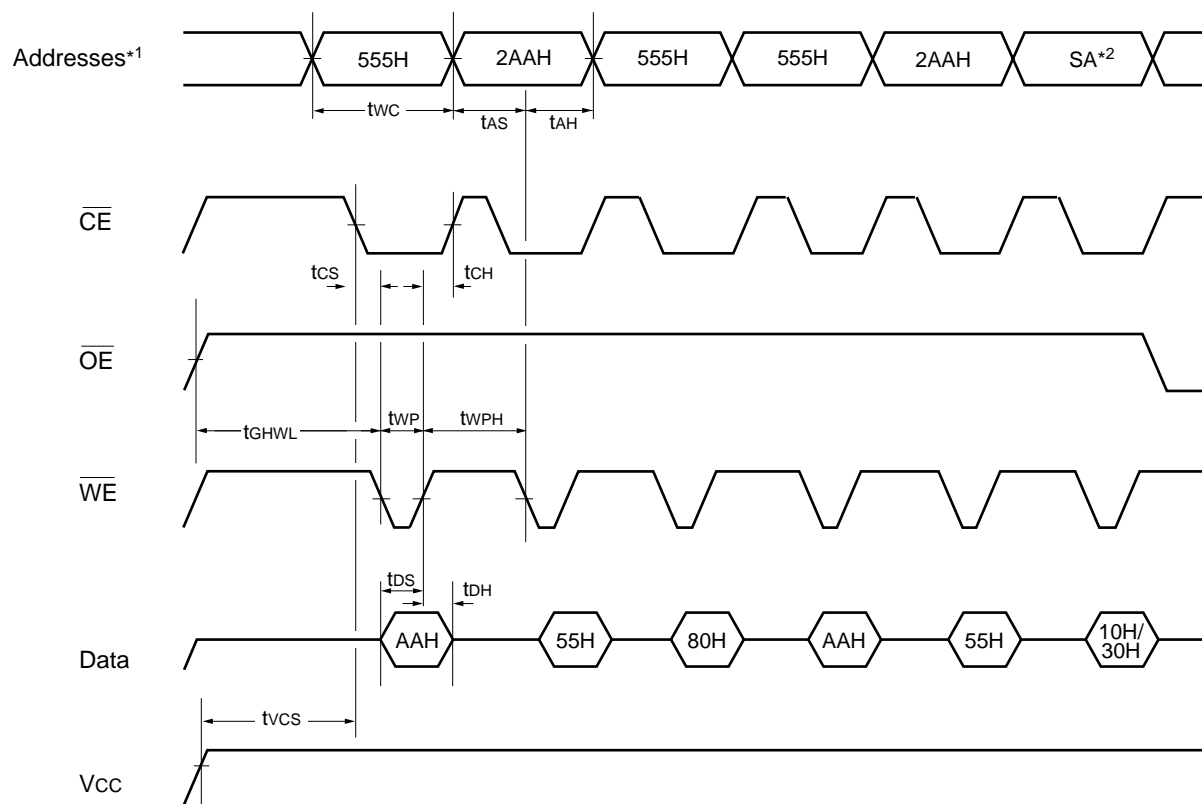 Addresses*1 555H 2AAH 555H 555H 2AAH SA*2
tWC tAS tAH
CE
tCS tCH
OE
tGHWL tWP tWPH
WE
tDS tDH
Data AAH 55H 80H AAH 55H 10H/
30H
tVCS
VCC